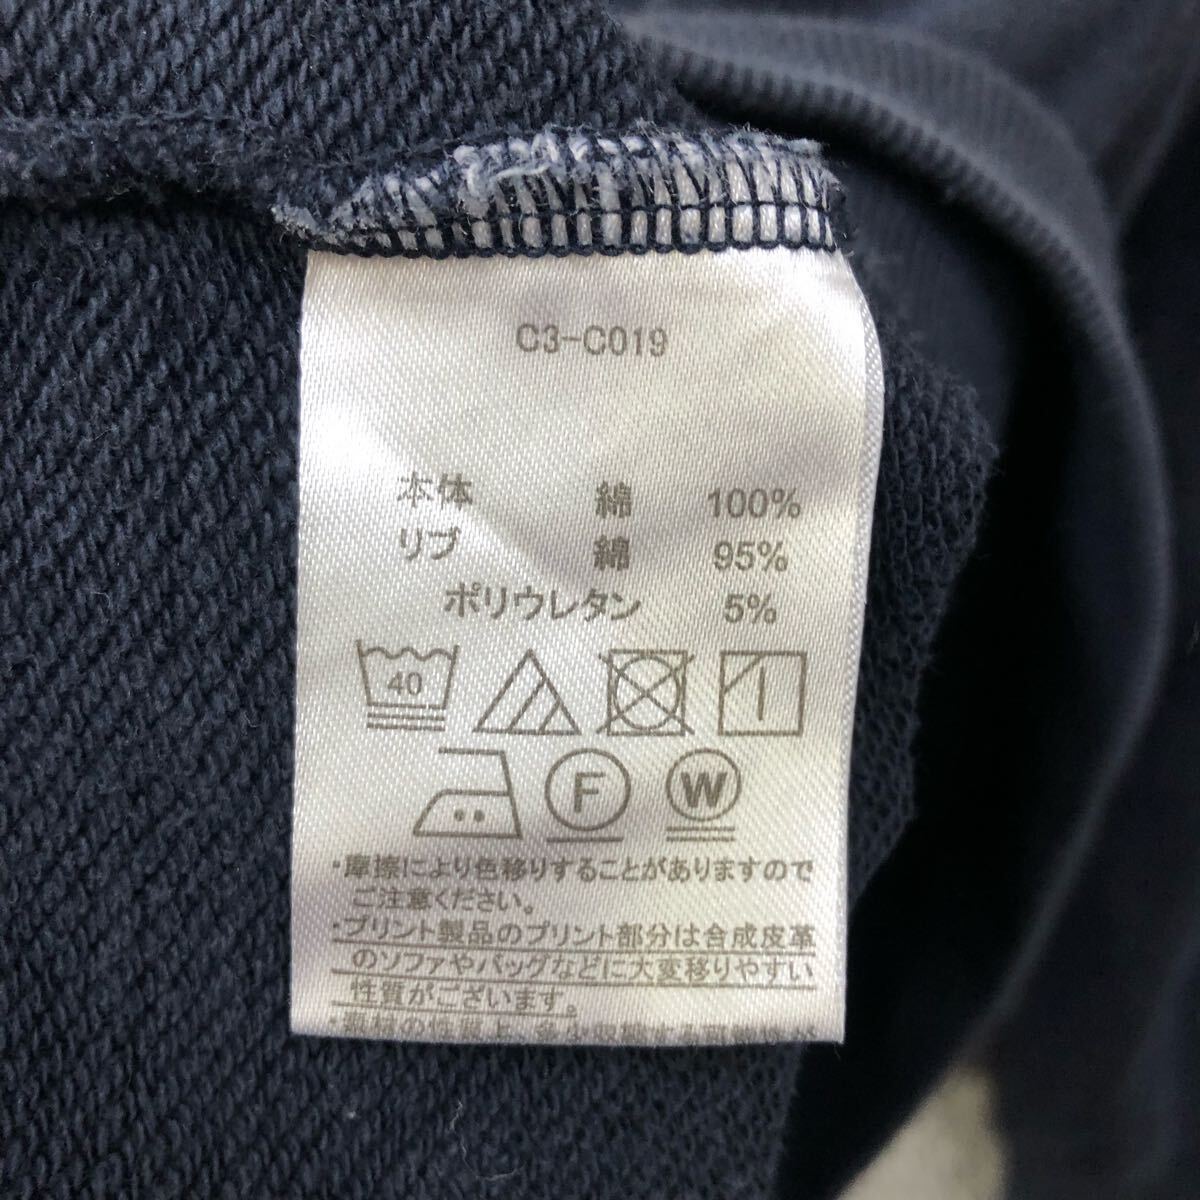 C3-C019
本体 綿 100%
リブ 綿 95%
ポリウレタン 5%
40
F W
・摩擦により色移りすることがありますので
ご注意ください。
・プリント製品のプリント部分は合成皮革
のソファやバッグなどに大変移りやすい
性質がございます。